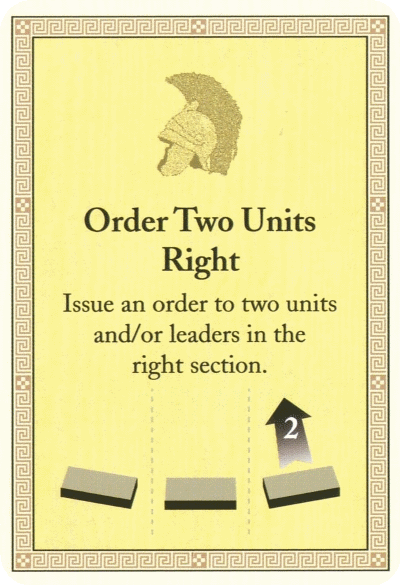 Order Two Units
Right
Issue an order to two units
and/or leaders in the
right section.
2